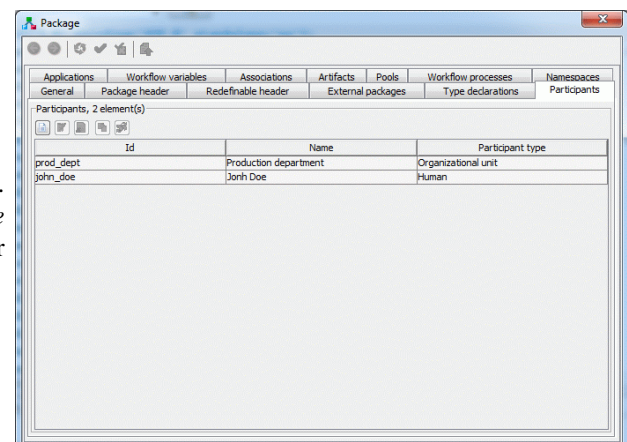 Package
Applications Workflow variables Associations Artifacts Pools Workflow processes Namespaces
General Package header Redefinable header External packages Type declarations Participants
Participants, 2 element(s)
Id Name Participant type
prod_dept Production department Organizational unit
john_doe Jonh Doe Human